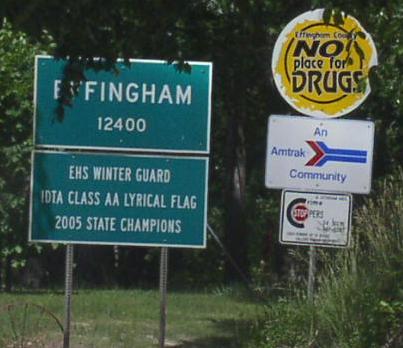 EFFINGHAM
12400
EHS WINTER GUARD
IDTA CLASS AA LYRICAL FLAG
2005 STATE CHAMPIONS
Effingham County
NO
place for
DRUGS
An
Amtrak
Community
STOPPERS